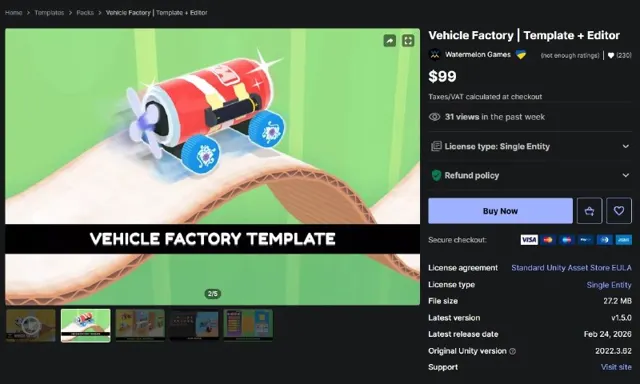 Home > Templates > Packs > Vehicle Factory | Template + Editor
VEHICLE FACTORY TEMPLATE
2/5
Vehicle Factory | Template + Editor
Watermelon Games
(not enough ratings) | (230)
$99
Taxes/VAT calculated at checkout
31 views in the past week
License type: Single Entity
Refund policy
Buy Now
Secure checkout:
VISA
License agreement Standard Unity Asset Store EULA
License type Single Entity
File size 27.2 MB
Latest version v1.5.0
Latest release date Feb 24, 2026
Original Unity version 2022.3.62
Support Visit site